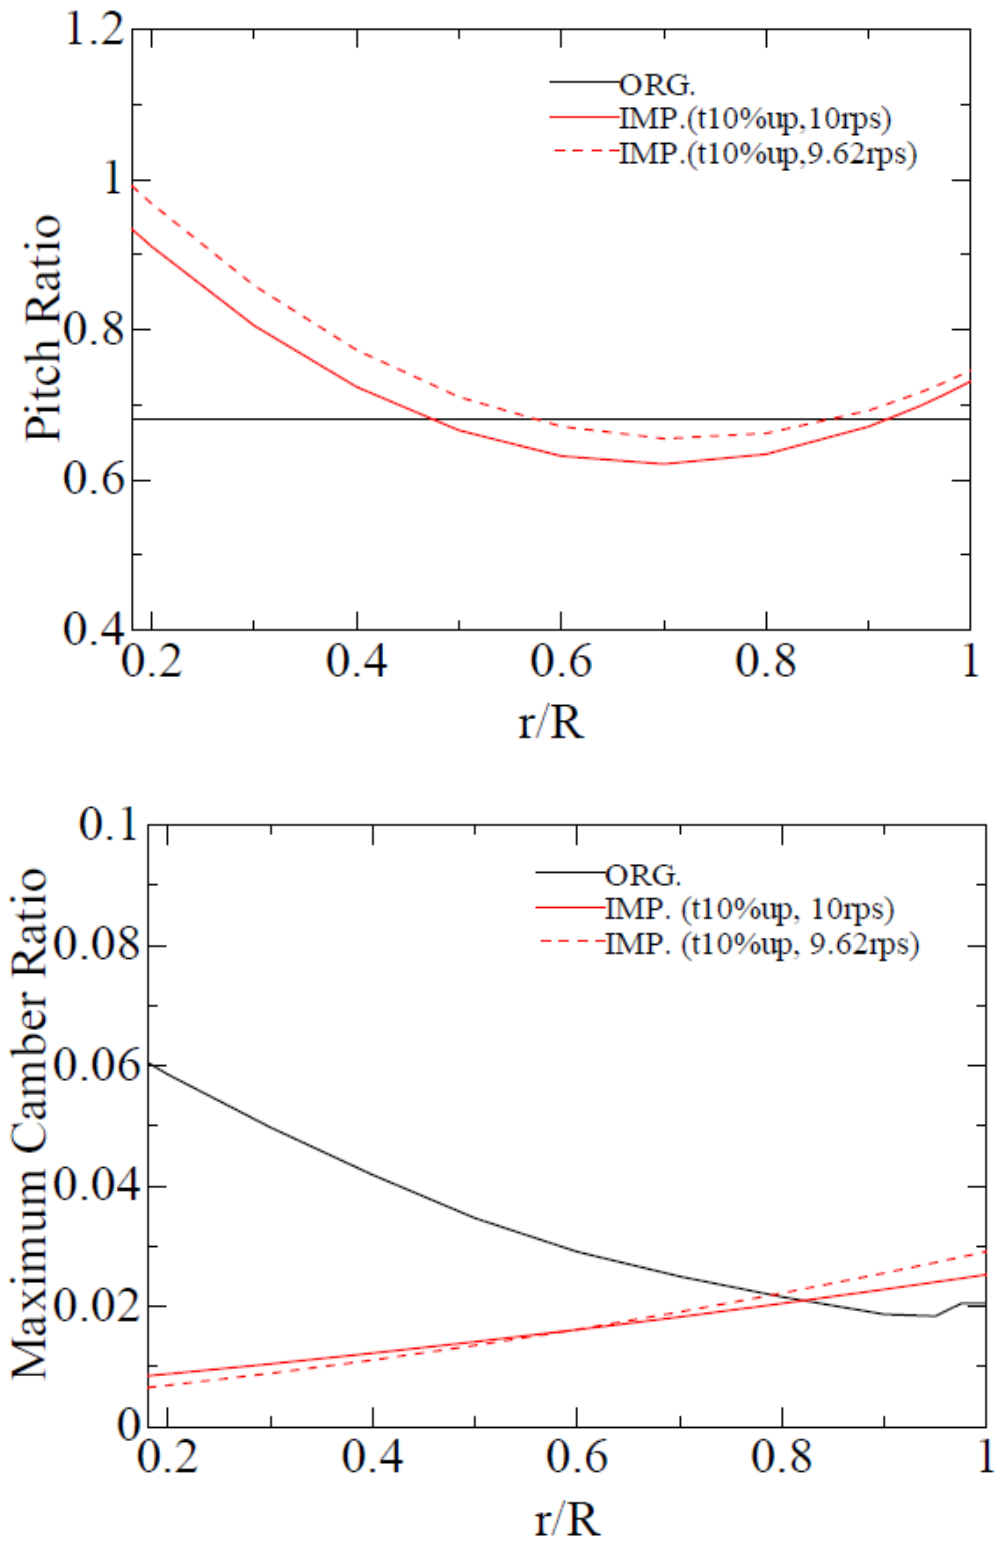 1.2
ORG.
IMP.(t10%up,10rps)
IMP.(t10%up,9.62rps)
1
0.8
0.6
0.4
Pitch Ratio
0.2 0.4 0.6 0.8 1
r/R
0.1
ORG.
IMP. (t10%up, 10rps)
IMP. (t10%up, 9.62rps)
0.08
0.06
0.04
0.02
0
Maximum Camber Ratio
0.2 0.4 0.6 0.8 1
r/R